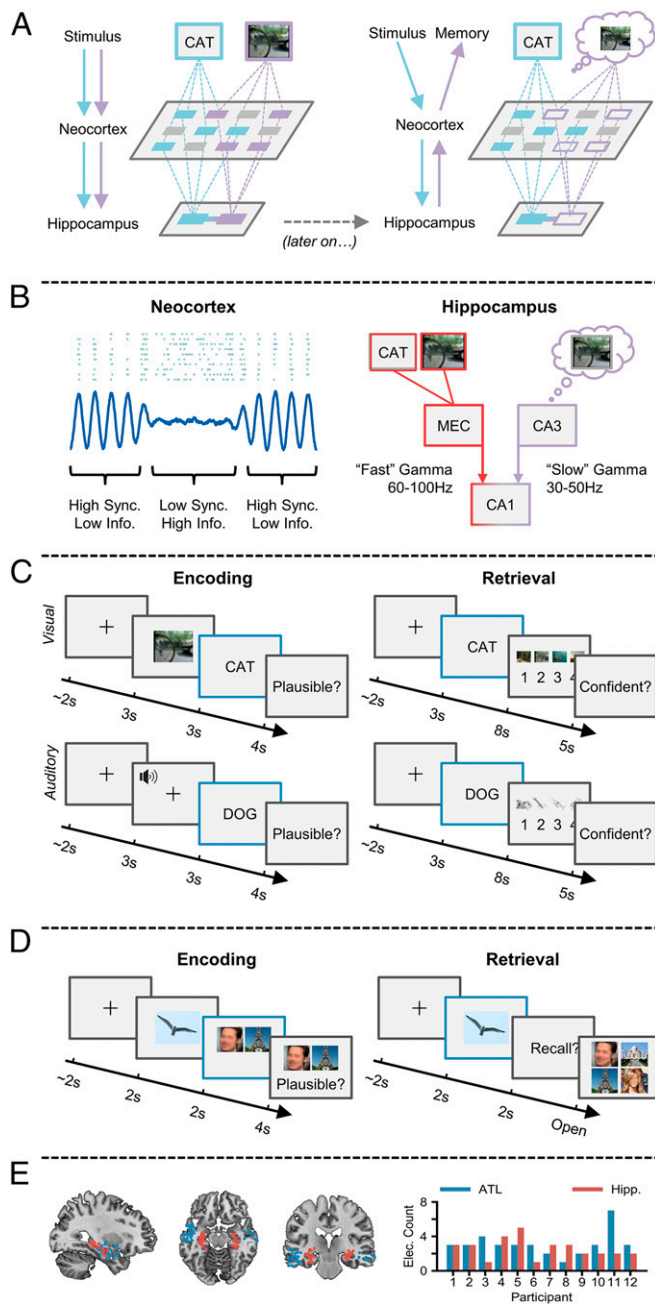 A
Stimulus
CAT
Stimulus Memory
CAT
Neocortex
Neocortex
Hippocampus
(later on...)
Hippocampus
B
Neocortex
Hippocampus
CAT
MEC
CA3
"Fast" Gamma
60-100Hz
"Slow" Gamma
30-50Hz
CA1
High Sync.
Low Info.
Low Sync.
High Info.
High Sync.
Low Info.
C
Encoding
Retrieval
Visual
CAT
Plausible?
~2s
3s
3s
4s
CAT
1 2 3 4
Confident?
~2s
3s
8s
5s
Auditory
DOG
Plausible?
~2s
3s
3s
4s
DOG
1 2 3 4
Confident?
~2s
3s
8s
5s
D
Encoding
Retrieval
Plausible?
~2s
2s
2s
4s
Recall?
~2s
2s
2s
Open
E
ATL
Hipp.
Elec. Count
8
4
0
1 2 3 4 5 6 7 8 9 10 11 12
Participant